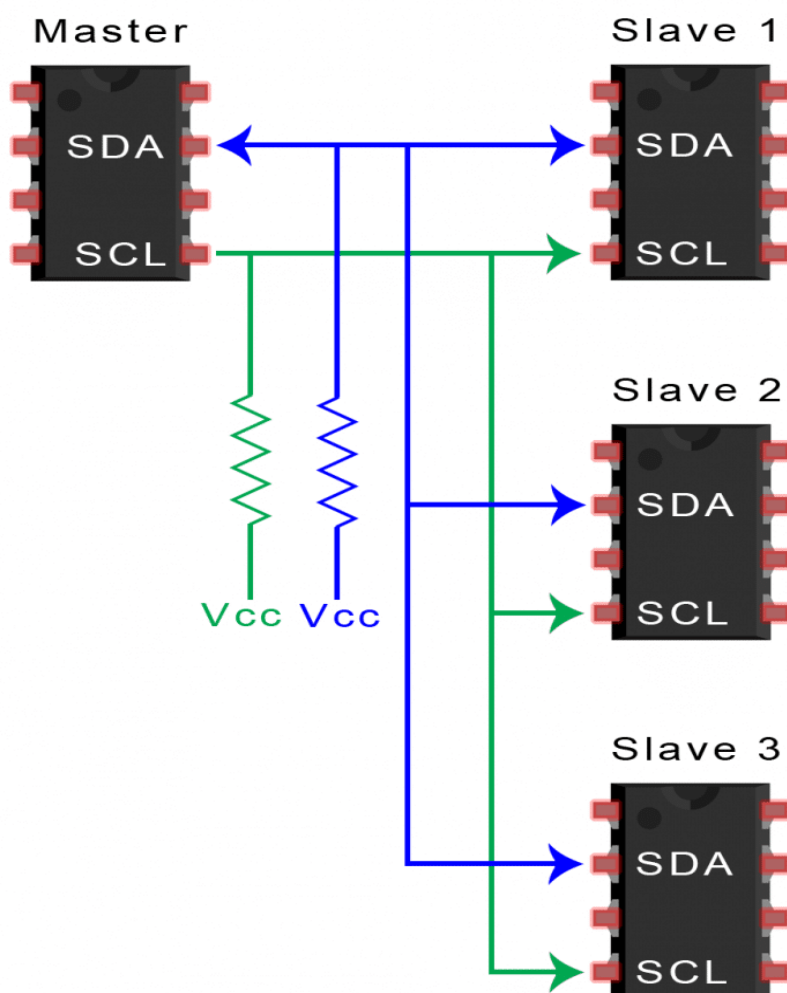 Master
SDA
SCL
Slave 1
SDA
SCL
Vcc
Vcc
Slave 2
SDA
SCL
Slave 3
SDA
SCL